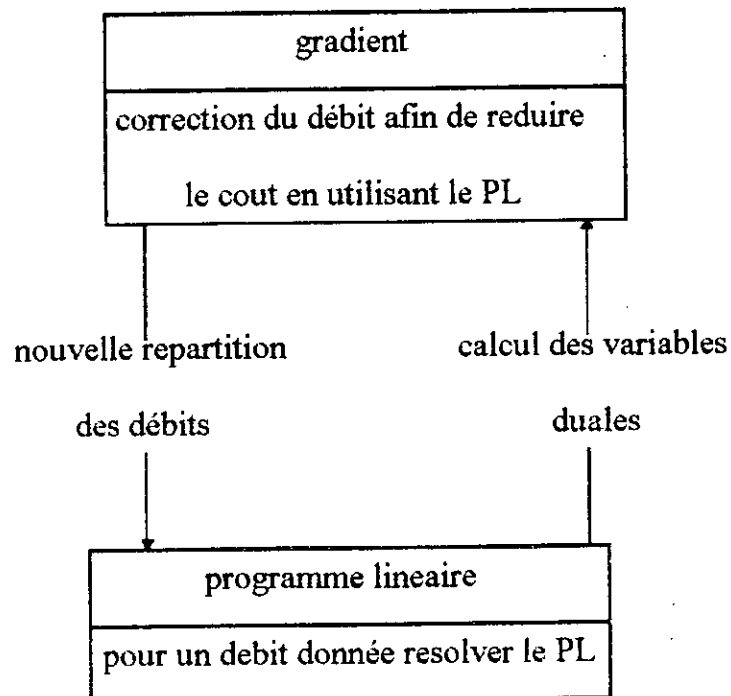 gradient
correction du débit afin de reduire
le cout en utilisant le PL
nouvelle repartition
des débits
calcul des variables
duales
programme lineaire
pour un debit donnée resolver le PL